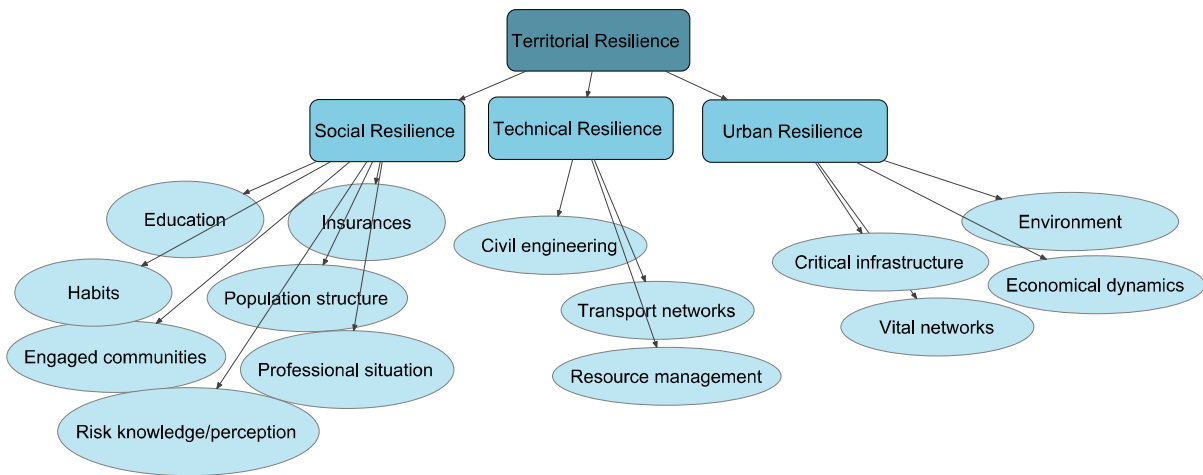 Territorial Resilience
Social Resilience
Technical Resilience
Urban Resilience
Education
Insurances
Civil engineering
Environment
Habits
Population structure
Critical infrastructure
Economical dynamics
Engaged communities
Transport networks
Vital networks
Professional situation
Resource management
Risk knowledge/perception